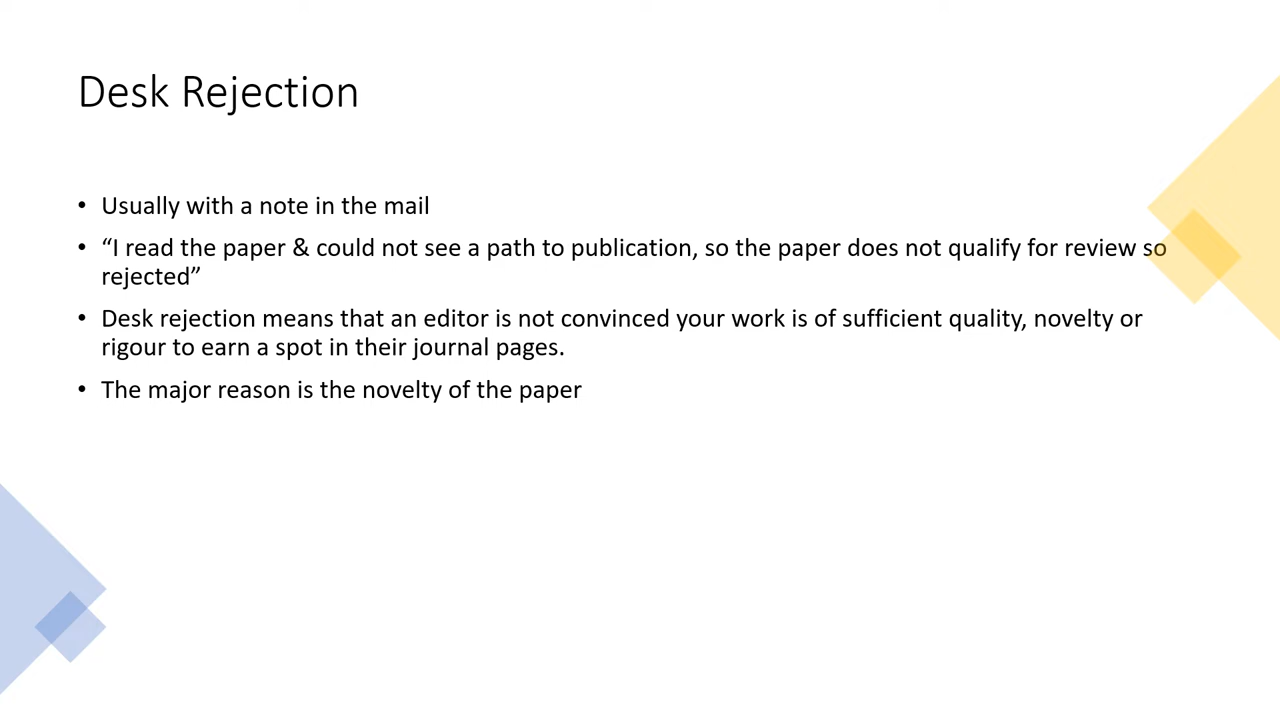 Desk Rejection
• Usually with a note in the mail
• “I read the paper & could not see a path to publication, so the paper does not qualify for review so
rejected”
• Desk rejection means that an editor is not convinced your work is of sufficient quality, novelty or
rigour to earn a spot in their journal pages.
• The major reason is the novelty of the paper